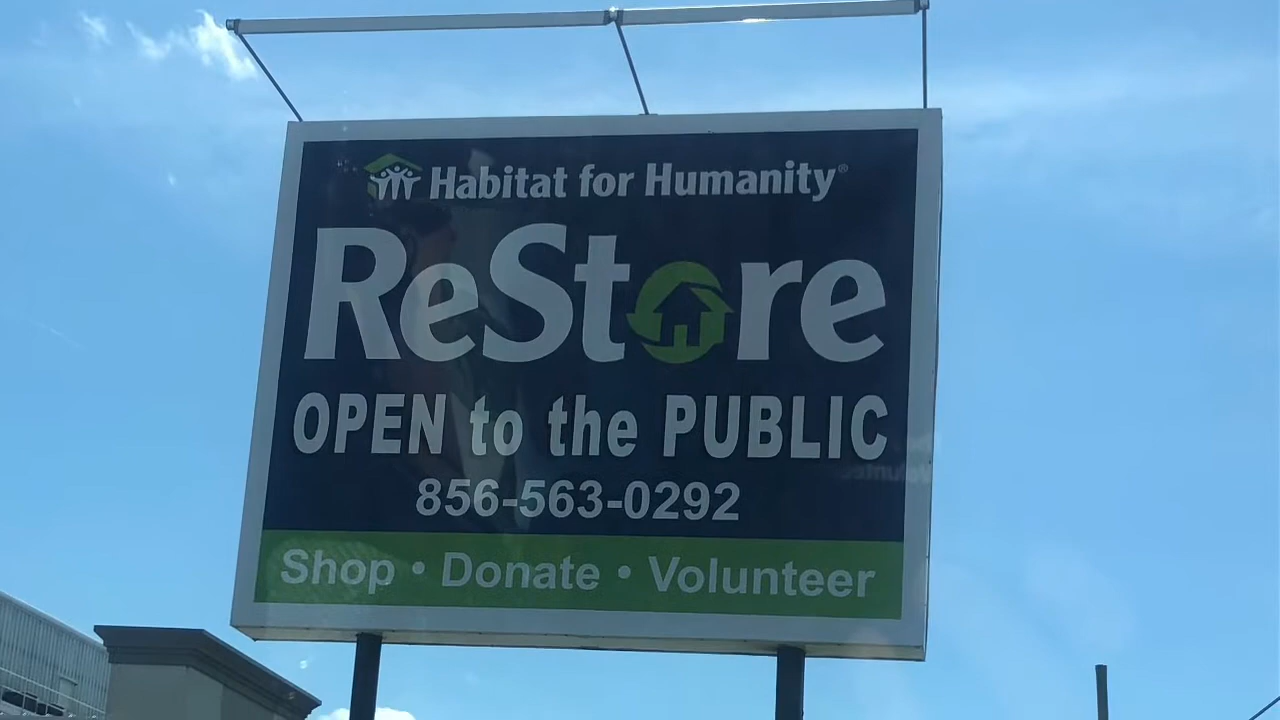 Habitat for Humanity®
ReStore
OPEN to the PUBLIC
856-563-0292
Shop • Donate • Volunteer